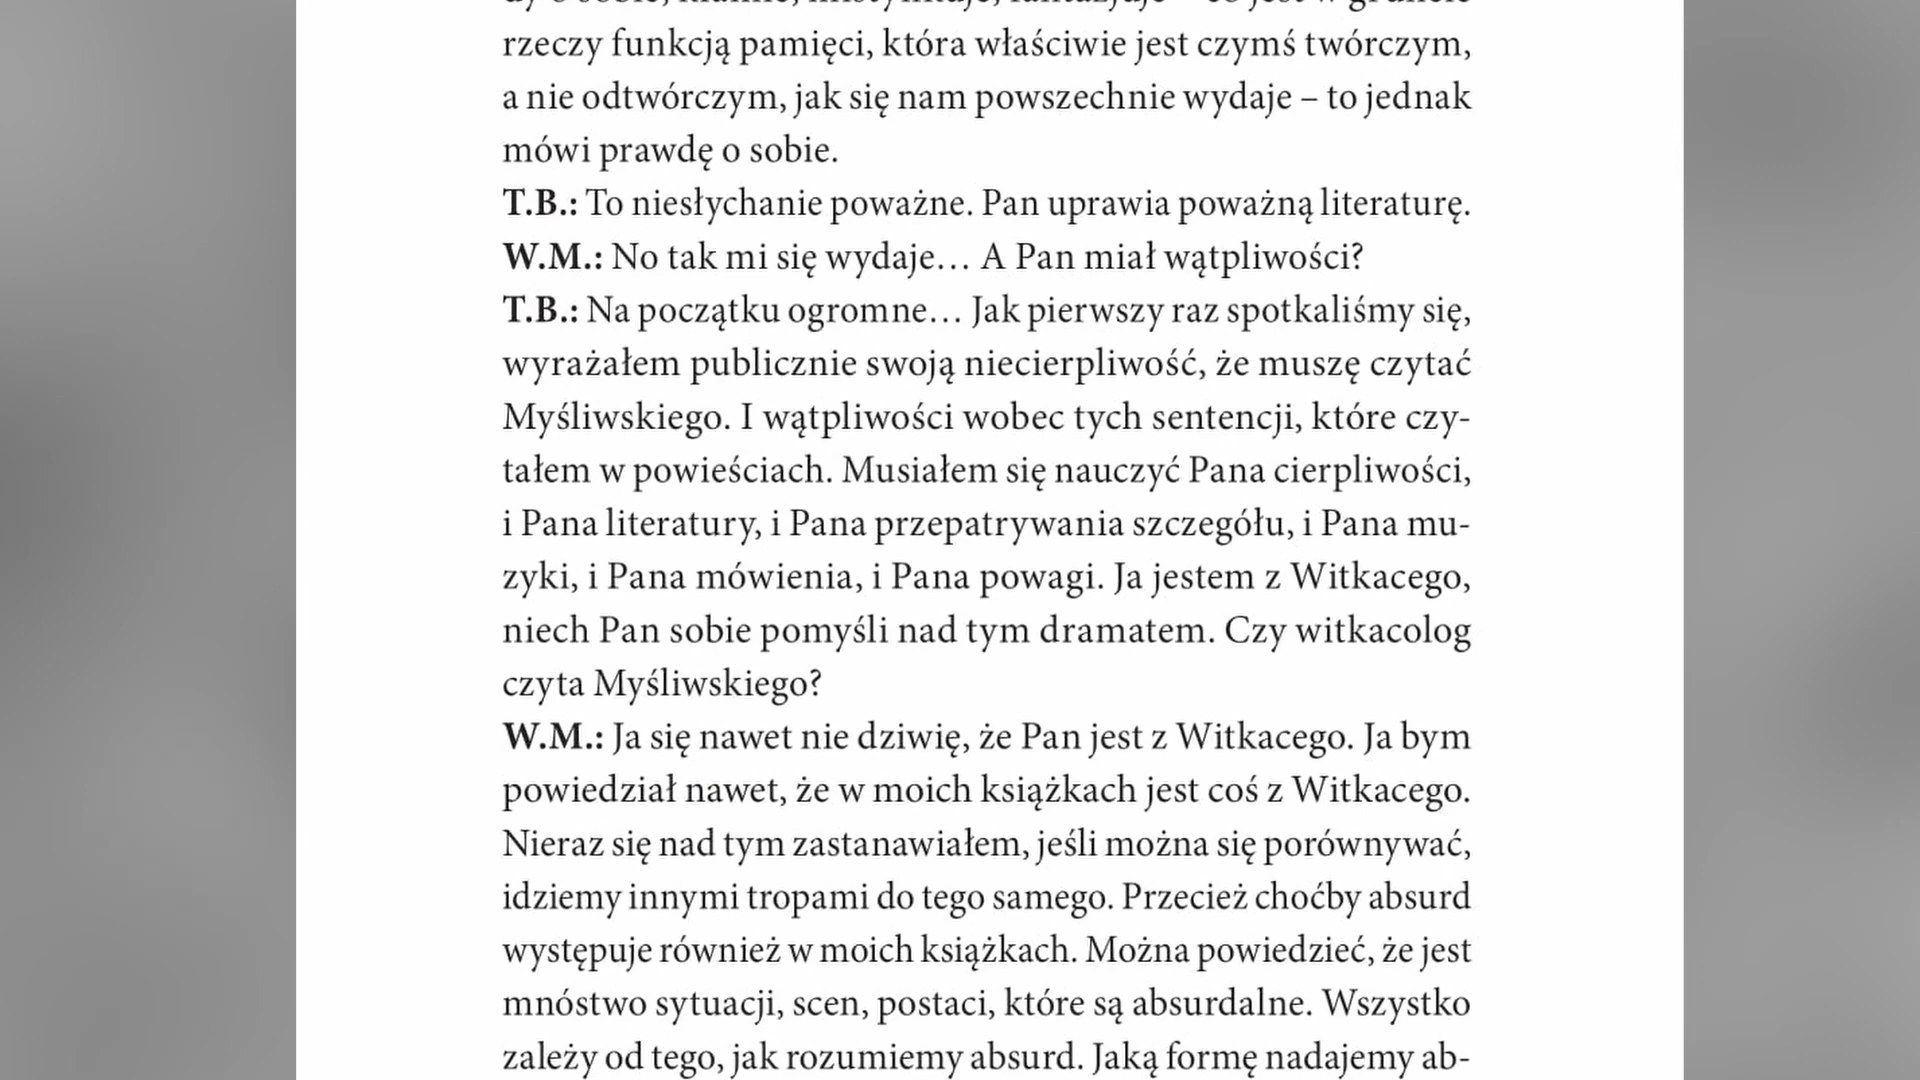 rzeczy funkcją pamięci, która właściwie jest czymś twórczym,
a nie odtwórczym, jak się nam powszechnie wydaje – to jednak
mówi prawdę o sobie.
T.B.: To niesłychanie poważne. Pan uprawia poważną literaturę.
W.M.: No tak mi się wydaje… A Pan miał wątpliwości?
T.B.: Na początku ogromne… Jak pierwszy raz spotkaliśmy się,
wyrażałem publicznie swoją niecierpliwość, że muszę czytać
Myśliwskiego. I wątpliwości wobec tych sentencji, które czy-
tałem w powieściach. Musiałem się nauczyć Pana cierpliwości,
i Pana literatury, i Pana przepatrywania szczegółu, i Pana mu-
zyki, i Pana mówienia, i Pana powagi. Ja jestem z Witkacego,
niech Pan sobie pomyśli nad tym dramatem. Czy witkacolog
czyta Myśliwskiego?
W.M.: Ja się nawet nie dziwię, że Pan jest z Witkacego. Ja bym
powiedział nawet, że w moich książkach jest coś z Witkacego.
Nieraz się nad tym zastanawiałem, jeśli można się porównywać,
idziemy innymi tropami do tego samego. Przecież choćby absurd
występuje również w moich książkach. Można powiedzieć, że jest
mnóstwo sytuacji, scen, postaci, które są absurdalne. Wszystko
zależy od tego, jak rozumiemy absurd. Jaką formę nadajemy ab-